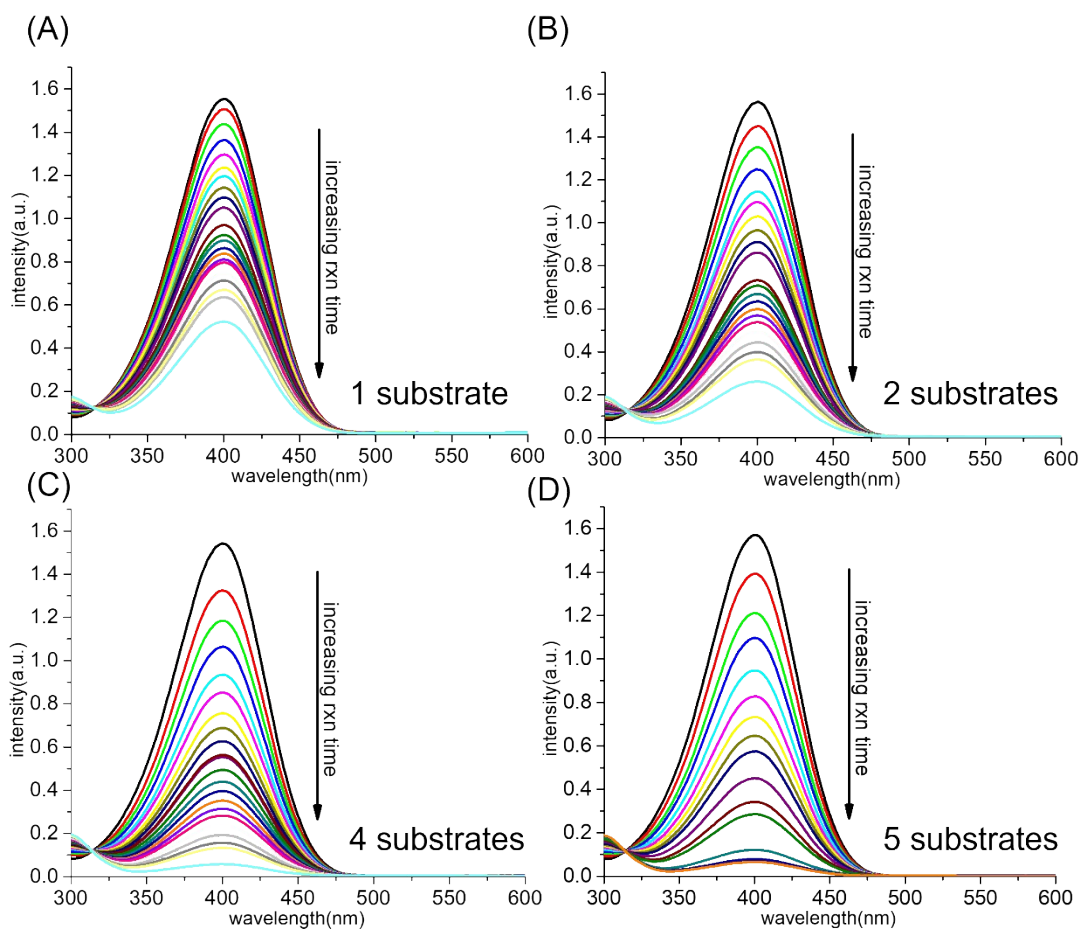 (A)
1.6
1.4
1.2
1.0
0.8
0.6
0.4
0.2
0.0
intensity(a.u.)
increasing rxn time
1 substrate
300 350 400 450 500 550 600
wavelength(nm)
(B)
1.6
1.4
1.2
1.0
0.8
0.6
0.4
0.2
0.0
intensity(a.u.)
increasing rxn time
2 substrates
300 350 400 450 500 550 600
wavelength(nm)
(C)
1.6
1.4
1.2
1.0
0.8
0.6
0.4
0.2
0.0
intensity(a.u.)
increasing rxn time
4 substrates
300 350 400 450 500 550 600
wavelength(nm)
(D)
1.6
1.4
1.2
1.0
0.8
0.6
0.4
0.2
0.0
intensity(a.u.)
increasing rxn time
5 substrates
300 350 400 450 500 550 600
wavelength(nm)